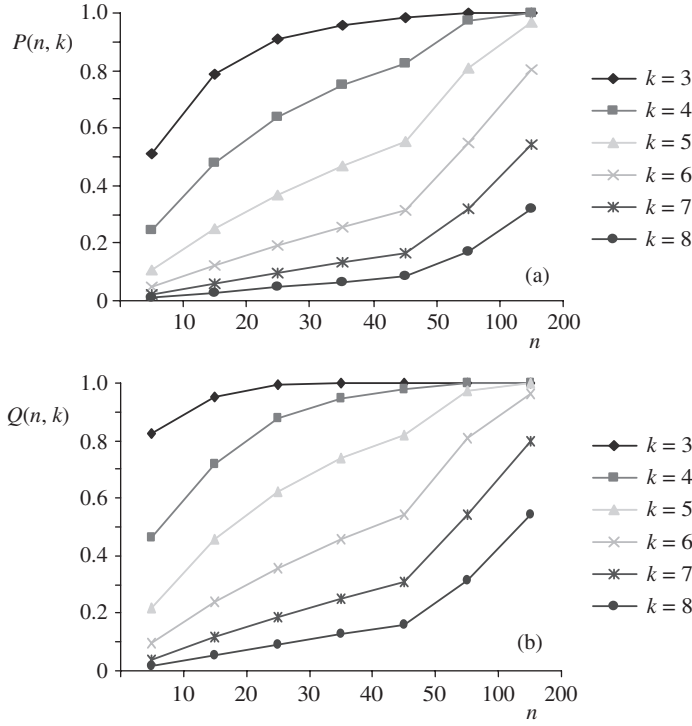 P(n, k)
1.0
0.8
0.6
0.4
0.2
0
10 20 30 40 50 100 200
n
(a)
k = 3
k = 4
k = 5
k = 6
k = 7
k = 8
Q(n, k)
1.0
0.8
0.6
0.4
0.2
0
10 20 30 40 50 100 200
n
(b)
k = 3
k = 4
k = 5
k = 6
k = 7
k = 8